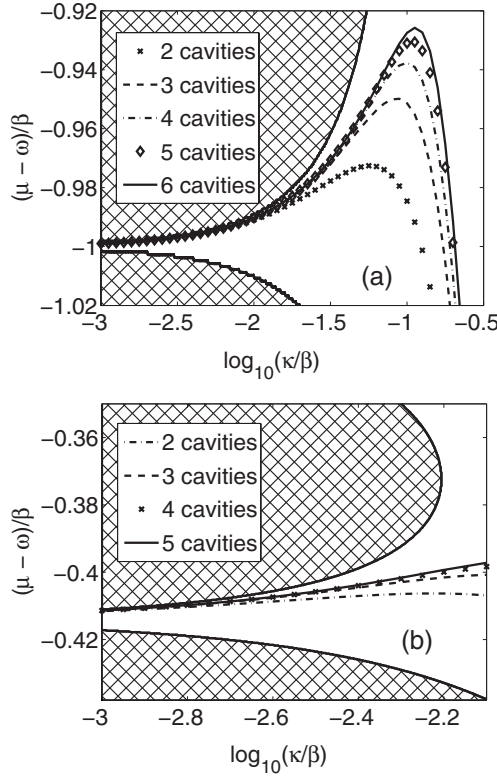 −0.92
−0.94
−0.96
−0.98
−1
−1.02
(μ − ω)/β
2 cavities
3 cavities
4 cavities
5 cavities
6 cavities
(a)
−3
−2.5
−2
−1.5
−1
−0.5
log10(κ/β)
−0.36
−0.38
−0.4
−0.42
(μ − ω)/β
2 cavities
3 cavities
4 cavities
5 cavities
(b)
−3
−2.8
−2.6
−2.4
−2.2
log10(κ/β)